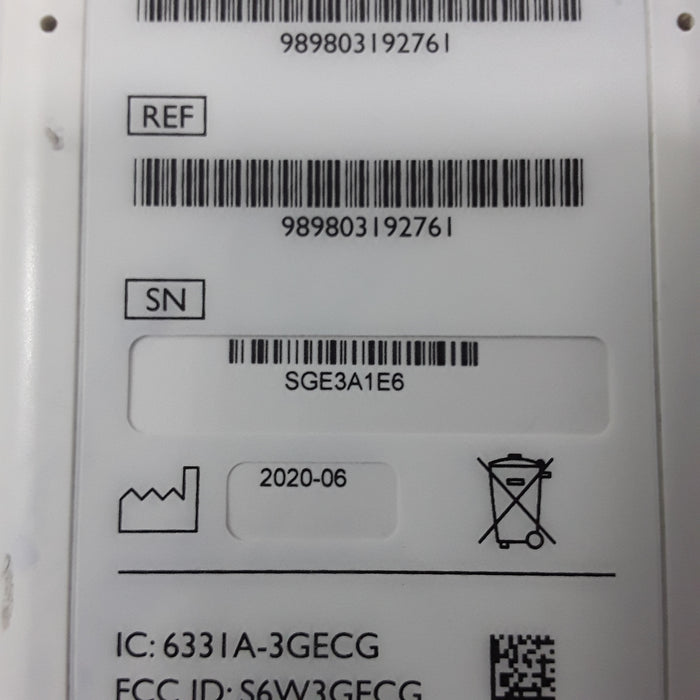 989803192761
REF
989803192761
SN
SGE3A1E6
2020-06
IC: 6331A-3GECG
FCC ID: S6W3GECG